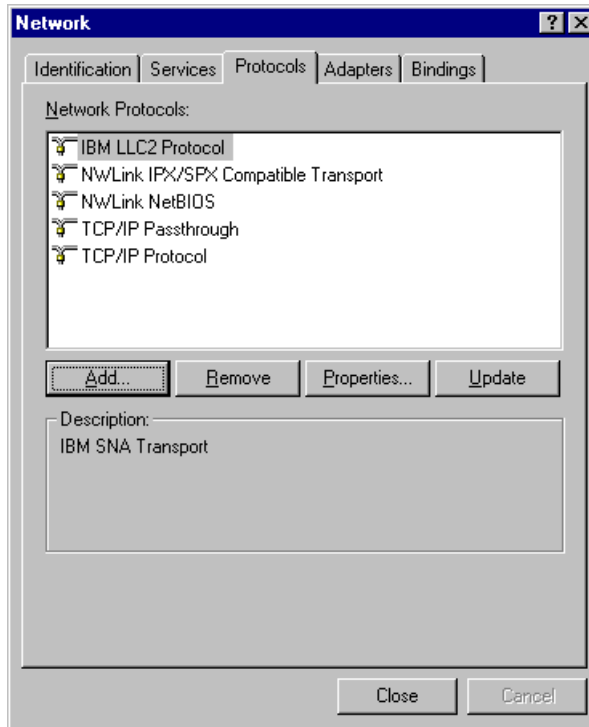 Network
Identification Services Protocols Adapters Bindings
Network Protocols:
IBM LLC2 Protocol
NWLink IPX/SPX Compatible Transport
NWLink NetBIOS
TCP/IP Passthrough
TCP/IP Protocol
Add... Remove Properties... Update
Description:
IBM SNA Transport
Close Cancel